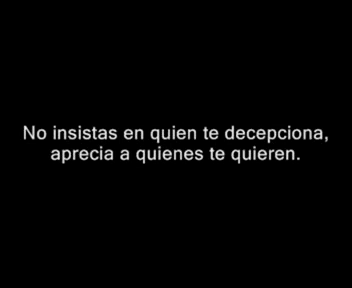 No insistas en quien te decepciona,
aprecia a quienes te quieren.